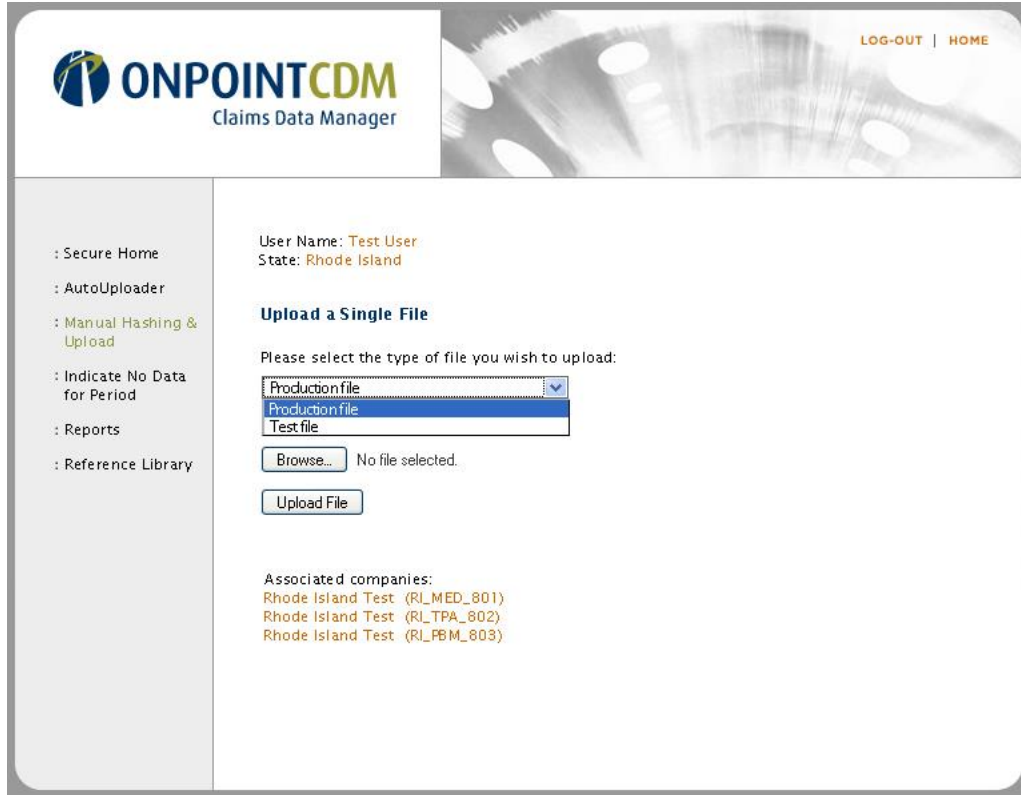 LOG-OUT | HOME
ONPOINTCDM
Claims Data Manager
: Secure Home
: AutoUploader
: Manual Hashing &
Upload
: Indicate No Data
for Period
: Reports
: Reference Library
User Name: Test User
State: Rhode Island
Upload a Single File
Please select the type of file you wish to upload:
Production file
Production file
Test file
Browse... No file selected.
Upload File
Associated companies:
Rhode Island Test (RI_MED_801)
Rhode Island Test (RI_TPA_802)
Rhode Island Test (RI_PBM_803)